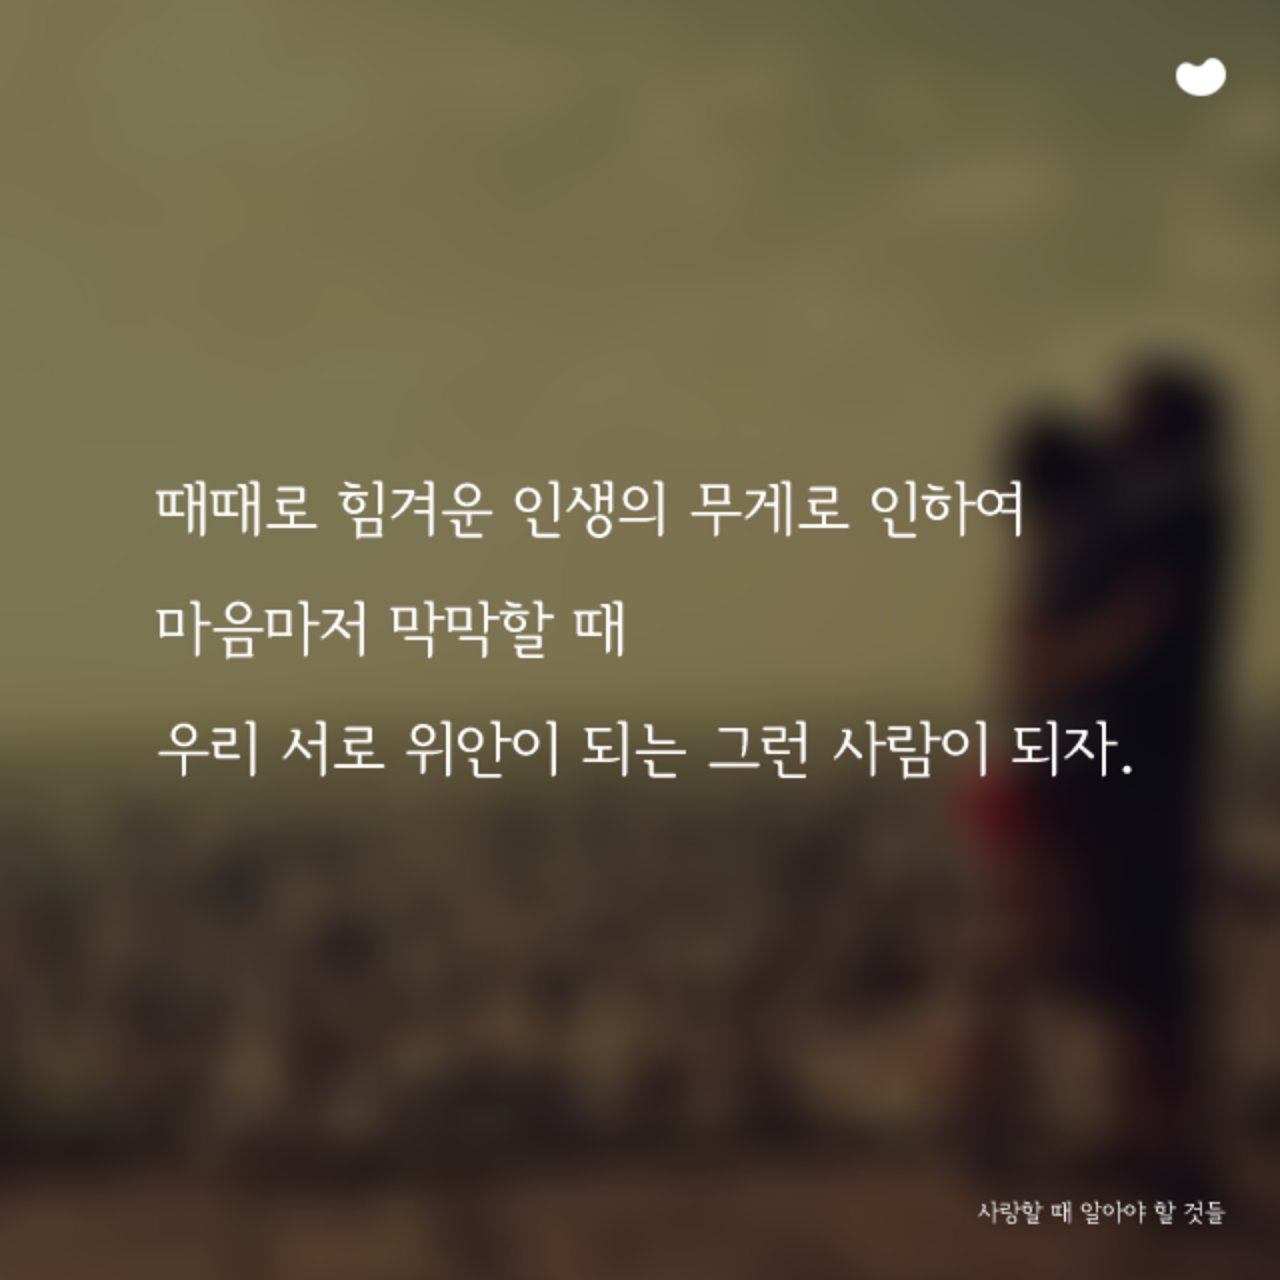 때때로 힘겨운 인생의 무게로 인하여
마음마저 막막할 때
우리 서로 위안이 되는 그런 사람이 되자.
사랑할 때 알아야 할 것들